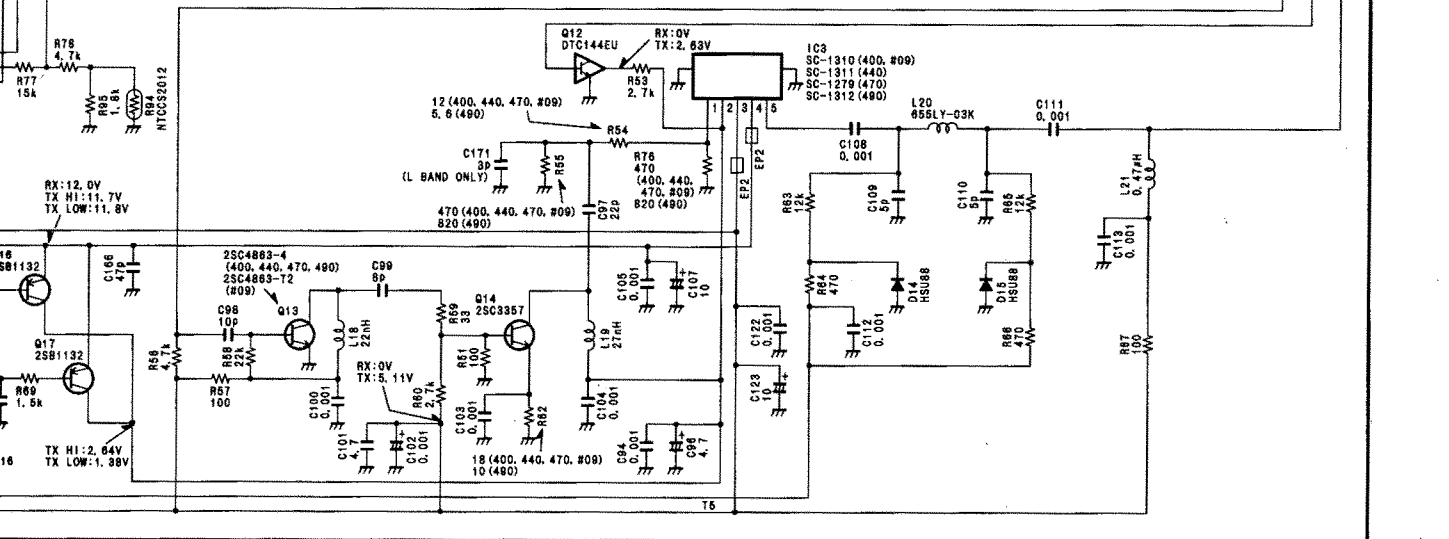 R78
4.7k
R77
15k
R95
1.8k
R94
NTCCS2012
Q12
DTC144EU
RX:0V
TX:2.63V
R53
2.7k
IC3
SC-1310(400,#09)
SC-1311(440)
SC-1279(470)
SC-1312(490)
1 2 3 4 5
12(400,440,470,#09)
5.6(490)
R54
C171
3p
(L BAND ONLY)
R55
R76
470
(400,440,
470,#09)
820(490)
EP2
EP2
470(400,440,470,#09)
820(490)
C97
22p
C108
0.001
L20
655LY-03K
C111
0.001
R63
12k
C109
5p
C110
5p
R65
12k
L21
0.47uH
C113
0.001
RX:12.0V
TX HI:11.7V
TX LOW:11.8V
16
SB1132
C166
47p
2SC4863-4
(400,440,470,490)
2SC4863-T2
(#09)
Q13
C99
8p
C98
10p
R56
4.7k
R58
22k
R57
100
L18
22nH
R59
33
Q14
2SC3357
C105
0.001
C107
10
L19
27nH
R64
470
D14
HSU88
D15
HSU88
C122
0.001
C112
0.001
R66
470
R67
100
Q17
2SB1132
R69
1.5k
RX:0V
TX:5.11V
R60
2.7k
R61
100
C100
0.001
C101
4.7
C102
0.001
C103
0.001
R62
C104
0.001
C123
10
C94
0.001
C96
4.7
18(400,440,470,#09)
10(490)
TX HI:2.64V
TX LOW:1.38V
16
T5